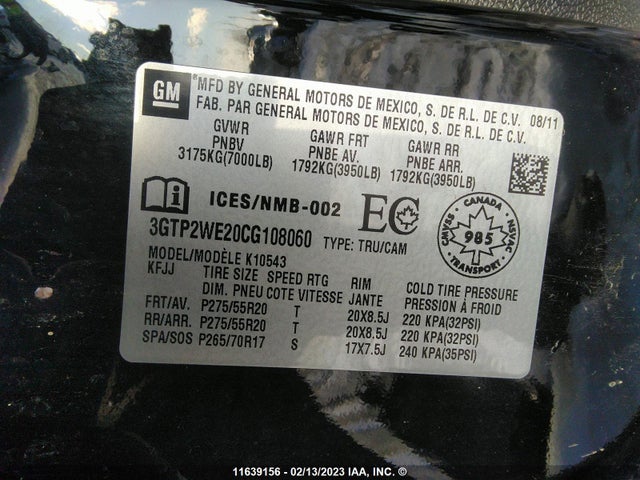 GM
*MFD BY GENERAL MOTORS DE MEXICO, S. DE R.L. DE C.V. 08/11
FAB. PAR GENERAL MOTORS DE MEXICO, S. DE R.L. DE C.V.
GVWR GAWR FRT GAWR RR
PNBV PNBE AV. PNBE ARR.
3175KG(7000LB) 1792KG(3950LB) 1792KG(3950LB)
i ICES/NMB-002 EC
CANADA
CMVSS 985 NSVAC
TRANSPORT
3GTP2WE20CG108060 TYPE: TRU/CAM
MODEL/MODÈLE K10543
KFJJ TIRE SIZE SPEED RTG RIM COLD TIRE PRESSURE
DIM. PNEU COTE VITESSE JANTE PRESSION À FROID
FRT/AV. P275/55R20 T 20X8.5J 220 KPA(32PSI)
RR/ARR. P275/55R20 T 20X8.5J 220 KPA(32PSI)
SPA/SOS P265/70R17 S 17X7.5J 240 KPA(35PSI)
11639156 - 02/13/2023 IAA, INC. ©